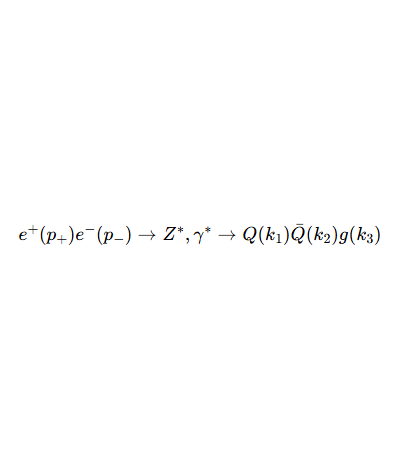 e⁺(p₊)e⁻(p₋) → Z*, γ* → Q(k₁)Q̄(k₂)g(k₃)